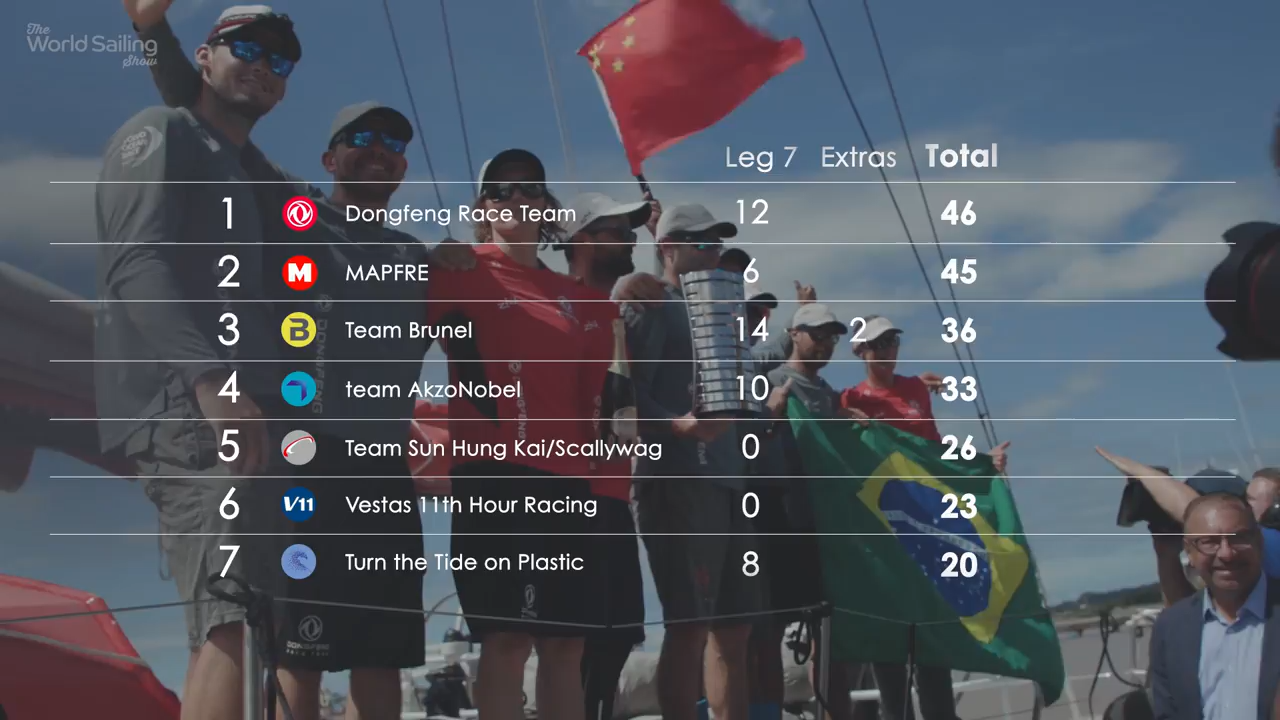 The
World Sailing
Show
Leg 7 Extras Total
1 Dongfeng Race Team 12 46
2 M MAPFRE 6 45
3 B Team Brunel 14 2 36
4 team AkzoNobel 10 33
5 Team Sun Hung Kai/Scallywag 0 26
6 V11 Vestas 11th Hour Racing 0 23
7 Turn the Tide on Plastic 8 20
DONGFENG